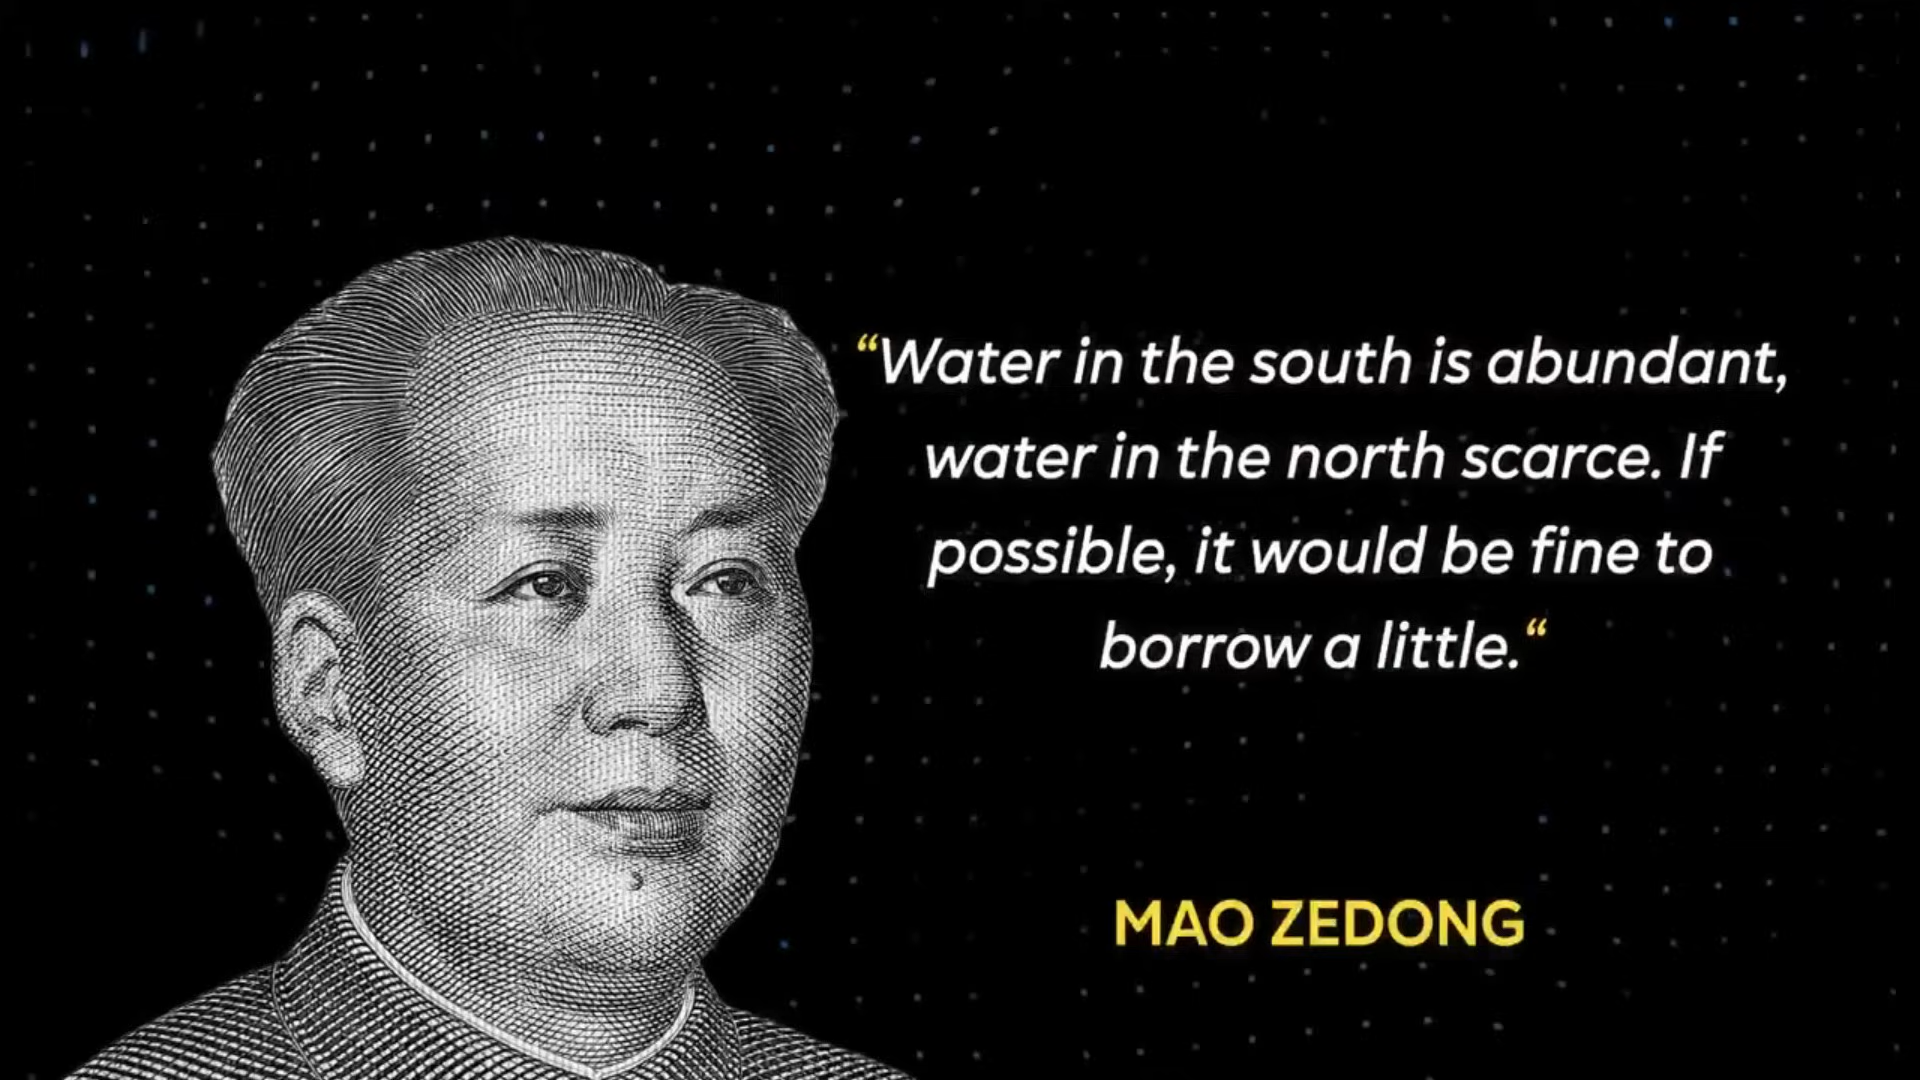 “Water in the south is abundant,
water in the north scarce. If
possible, it would be fine to
borrow a little.“
MAO ZEDONG